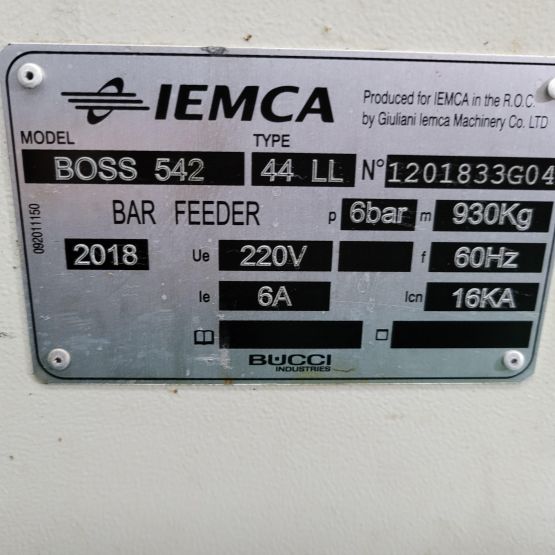 IEMCA
Produced for IEMCA in the R.O.C.
by Giuliani Iemca Machinery Co. LTD
MODEL TYPE
BOSS 542 44 LL N° 1201833G04
BAR FEEDER p 6bar m 930Kg
2018 Ue 220V f 60Hz
Ie 6A Icn 16KA
092011150
BUCCI
INDUSTRIES